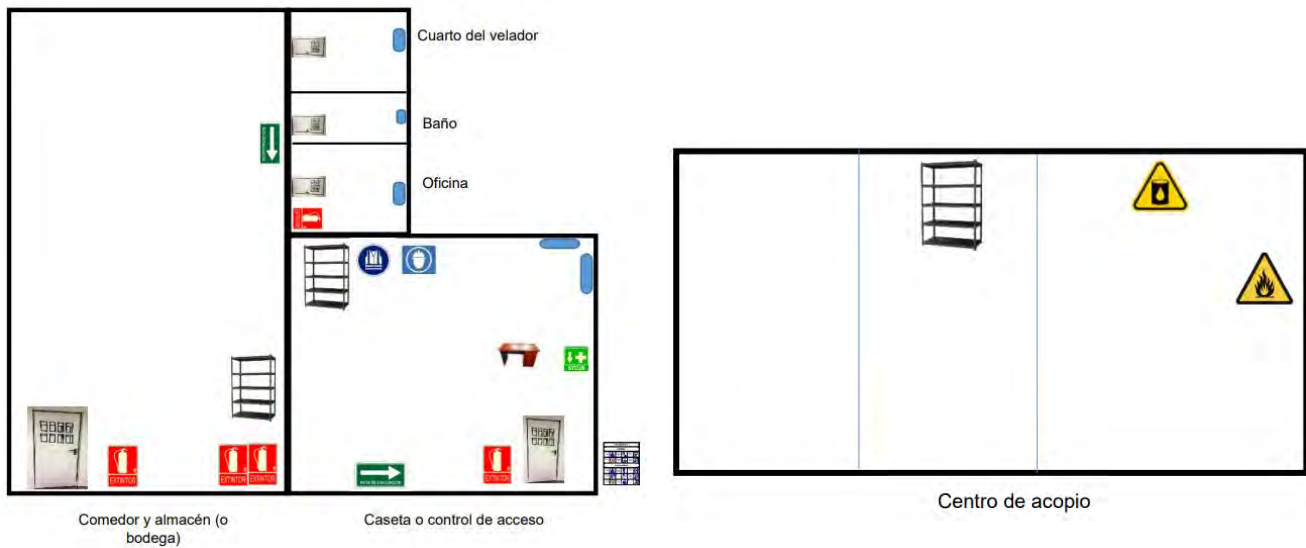 Cuarto del velador
Baño
Oficina
EXTINTOR
EXTINTOR
EXTINTOR
EXTINTOR
Comedor y almacén (o
bodega)
Caseta o control de acceso
Centro de acopio